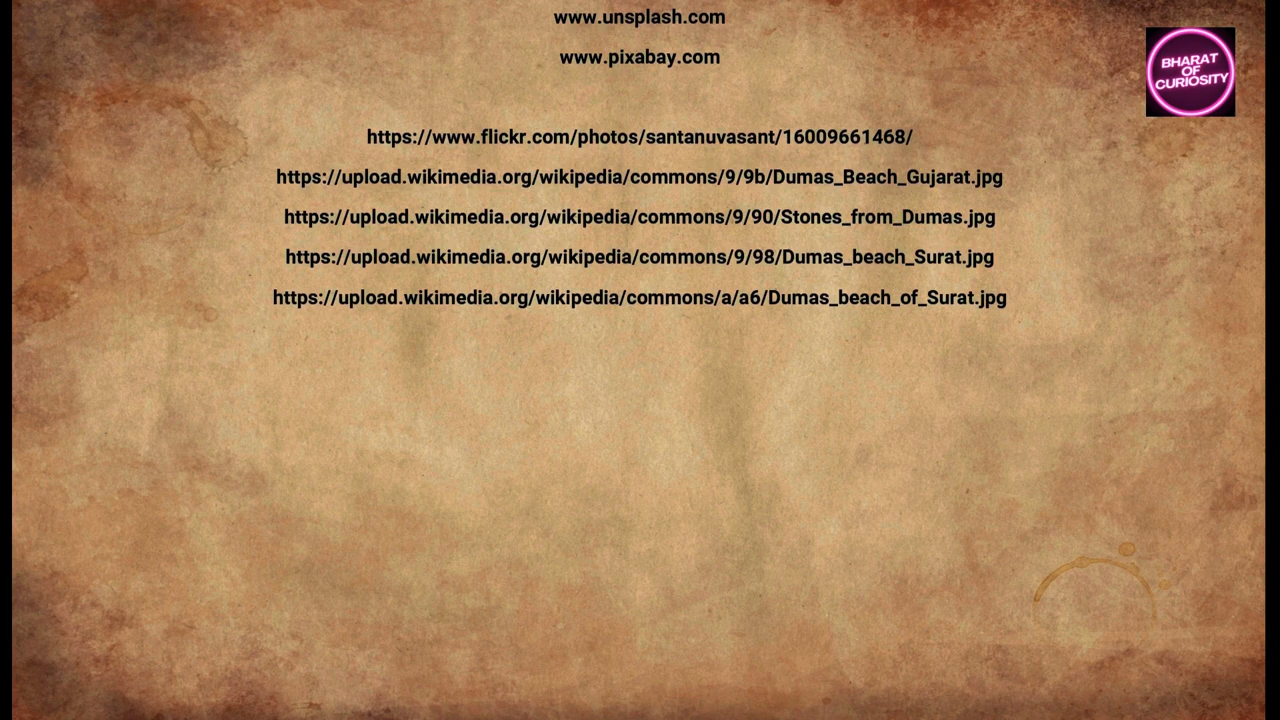 www.unsplash.com
www.pixabay.com
BHARAT
OF
CURIOSITY
https://www.flickr.com/photos/santanuvasant/16009661468/
https://upload.wikimedia.org/wikipedia/commons/9/9b/Dumas_Beach_Gujarat.jpg
https://upload.wikimedia.org/wikipedia/commons/9/90/Stones_from_Dumas.jpg
https://upload.wikimedia.org/wikipedia/commons/9/98/Dumas_beach_Surat.jpg
https://upload.wikimedia.org/wikipedia/commons/a/a6/Dumas_beach_of_Surat.jpg